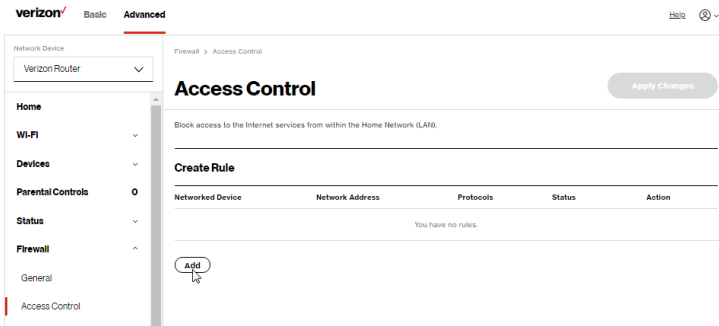 verizon Basic Advanced Help
Network Device
Verizon Router
Home
Wi-Fi
Devices
Parental Controls 0
Status
Firewall
General
Access Control
Firewall > Access Control
Access Control Apply Changes
Block access to the Internet services from within the Home Network (LAN).
Create Rule
Networked Device Network Address Protocols Status Action
You have no rules.
Add